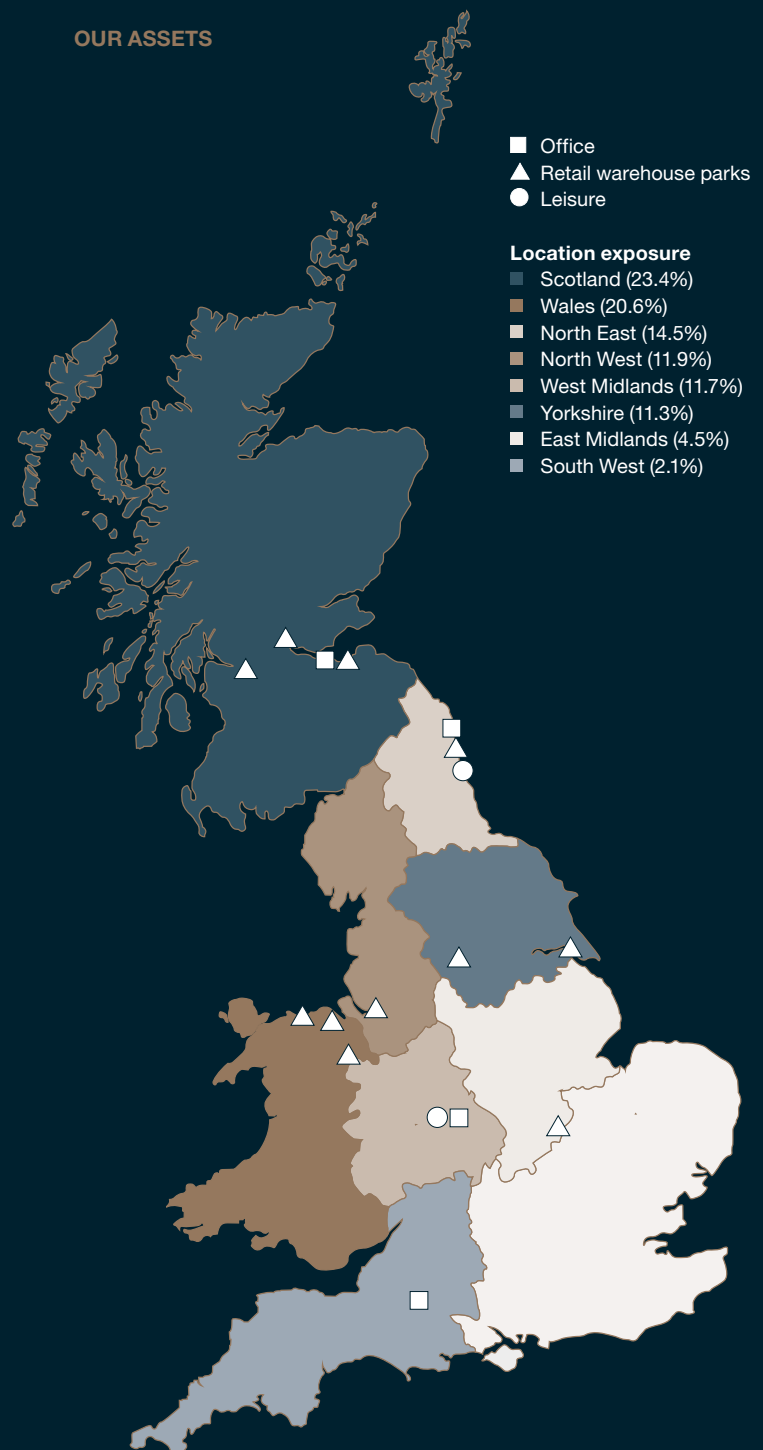 OUR ASSETS
Office
Retail warehouse parks
Leisure
Location exposure
Scotland (23.4%)
Wales (20.6%)
North East (14.5%)
North West (11.9%)
West Midlands (11.7%)
Yorkshire (11.3%)
East Midlands (4.5%)
South West (2.1%)